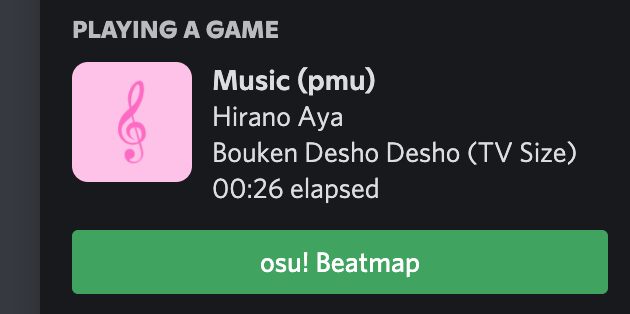 PLAYING A GAME
Music (pmu)
Hirano Aya
Bouken Desho Desho (TV Size)
00:26 elapsed
osu! Beatmap